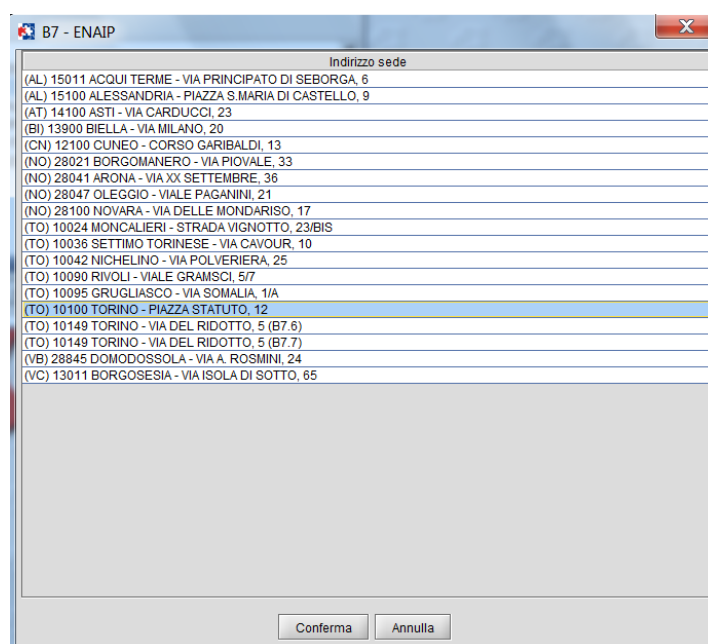 B7 - ENAIP
Indirizzo sede
(AL) 15011 ACQUI TERME - VIA PRINCIPATO DI SEBORGA, 6
(AL) 15100 ALESSANDRIA - PIAZZA S.MARIA DI CASTELLO, 9
(AT) 14100 ASTI - VIA CARDUCCI, 23
(BI) 13900 BIELLA - VIA MILANO, 20
(CN) 12100 CUNEO - CORSO GARIBALDI, 13
(NO) 28021 BORGOMANERO - VIA PIOVALE, 33
(NO) 28041 ARONA - VIA XX SETTEMBRE, 36
(NO) 28047 OLEGGIO - VIALE PAGANINI, 21
(NO) 28100 NOVARA - VIA DELLE MONDARISO, 17
(TO) 10024 MONCALIERI - STRADA VIGNOTTO, 23/BIS
(TO) 10036 SETTIMO TORINESE - VIA CAVOUR, 10
(TO) 10042 NICHELINO - VIA POLVERIERA, 25
(TO) 10090 RIVOLI - VIALE GRAMSCI, 5/7
(TO) 10095 GRUGLIASCO - VIA SOMALIA, 1/A
(TO) 10100 TORINO - PIAZZA STATUTO, 12
(TO) 10149 TORINO - VIA DEL RIDOTTO, 5 (B7.6)
(TO) 10149 TORINO - VIA DEL RIDOTTO, 5 (B7.7)
(VB) 28845 DOMODOSSOLA - VIA A. ROSMINI, 24
(VC) 13011 BORGOSESIA - VIA ISOLA DI SOTTO, 65
Conferma Annulla